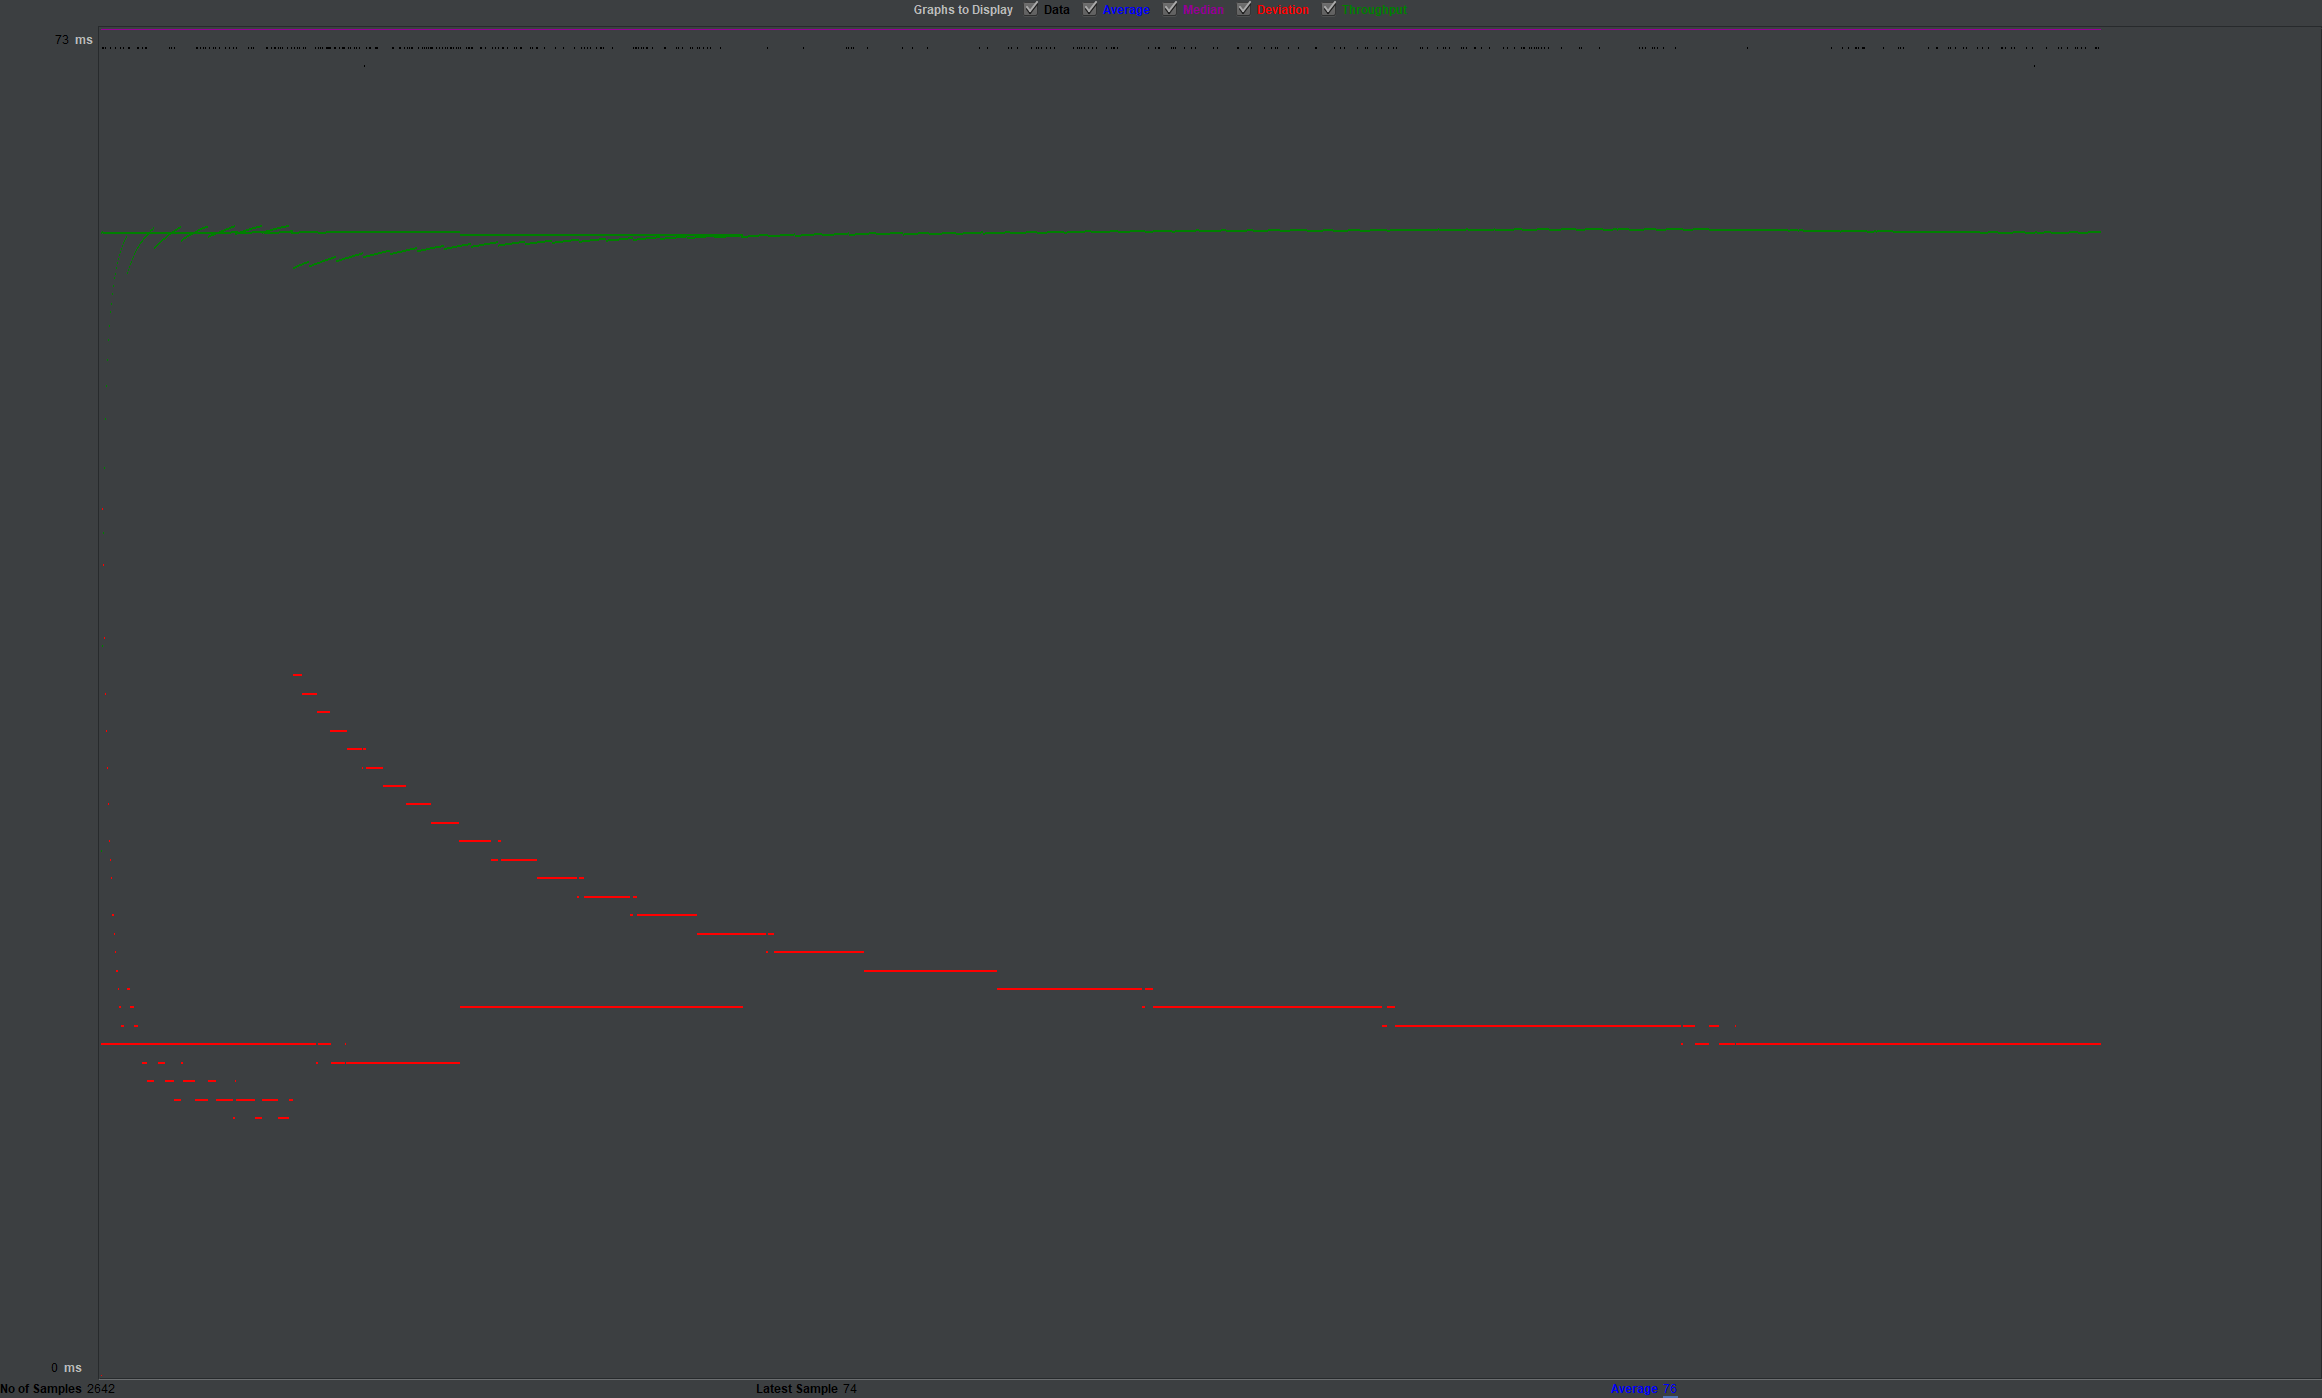 Graphs to Display Data Average Median Deviation Throughput
73 ms
0 ms
No of Samples 2642 Latest Sample 74 Average 76